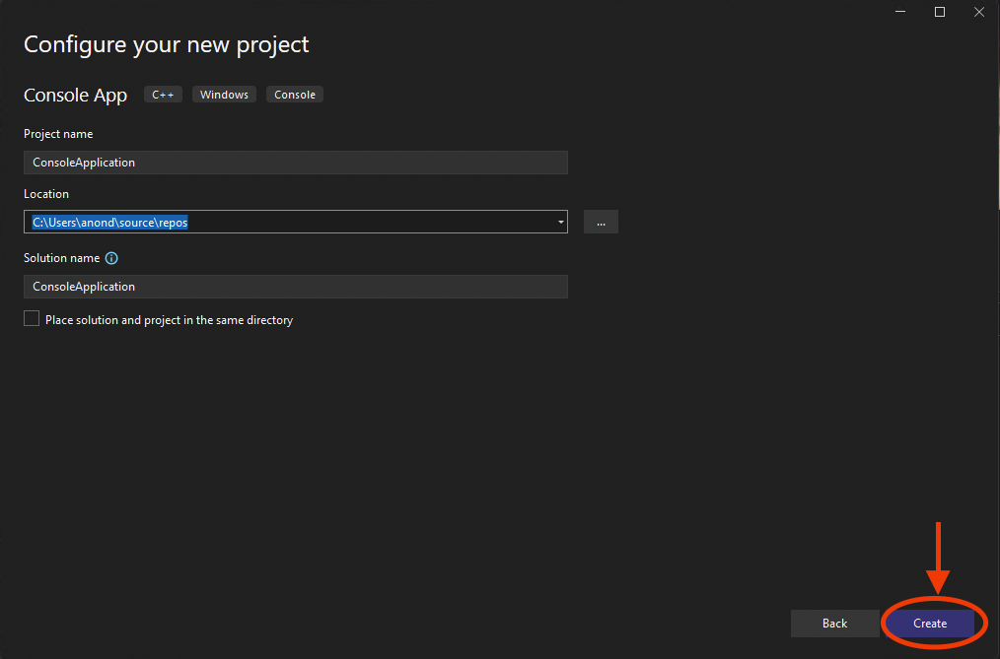 Configure your new project
Console App C++ Windows Console
Project name
ConsoleApplication
Location
C:\Users\anond\source\repos
...
Solution name
ConsoleApplication
Place solution and project in the same directory
Back Create